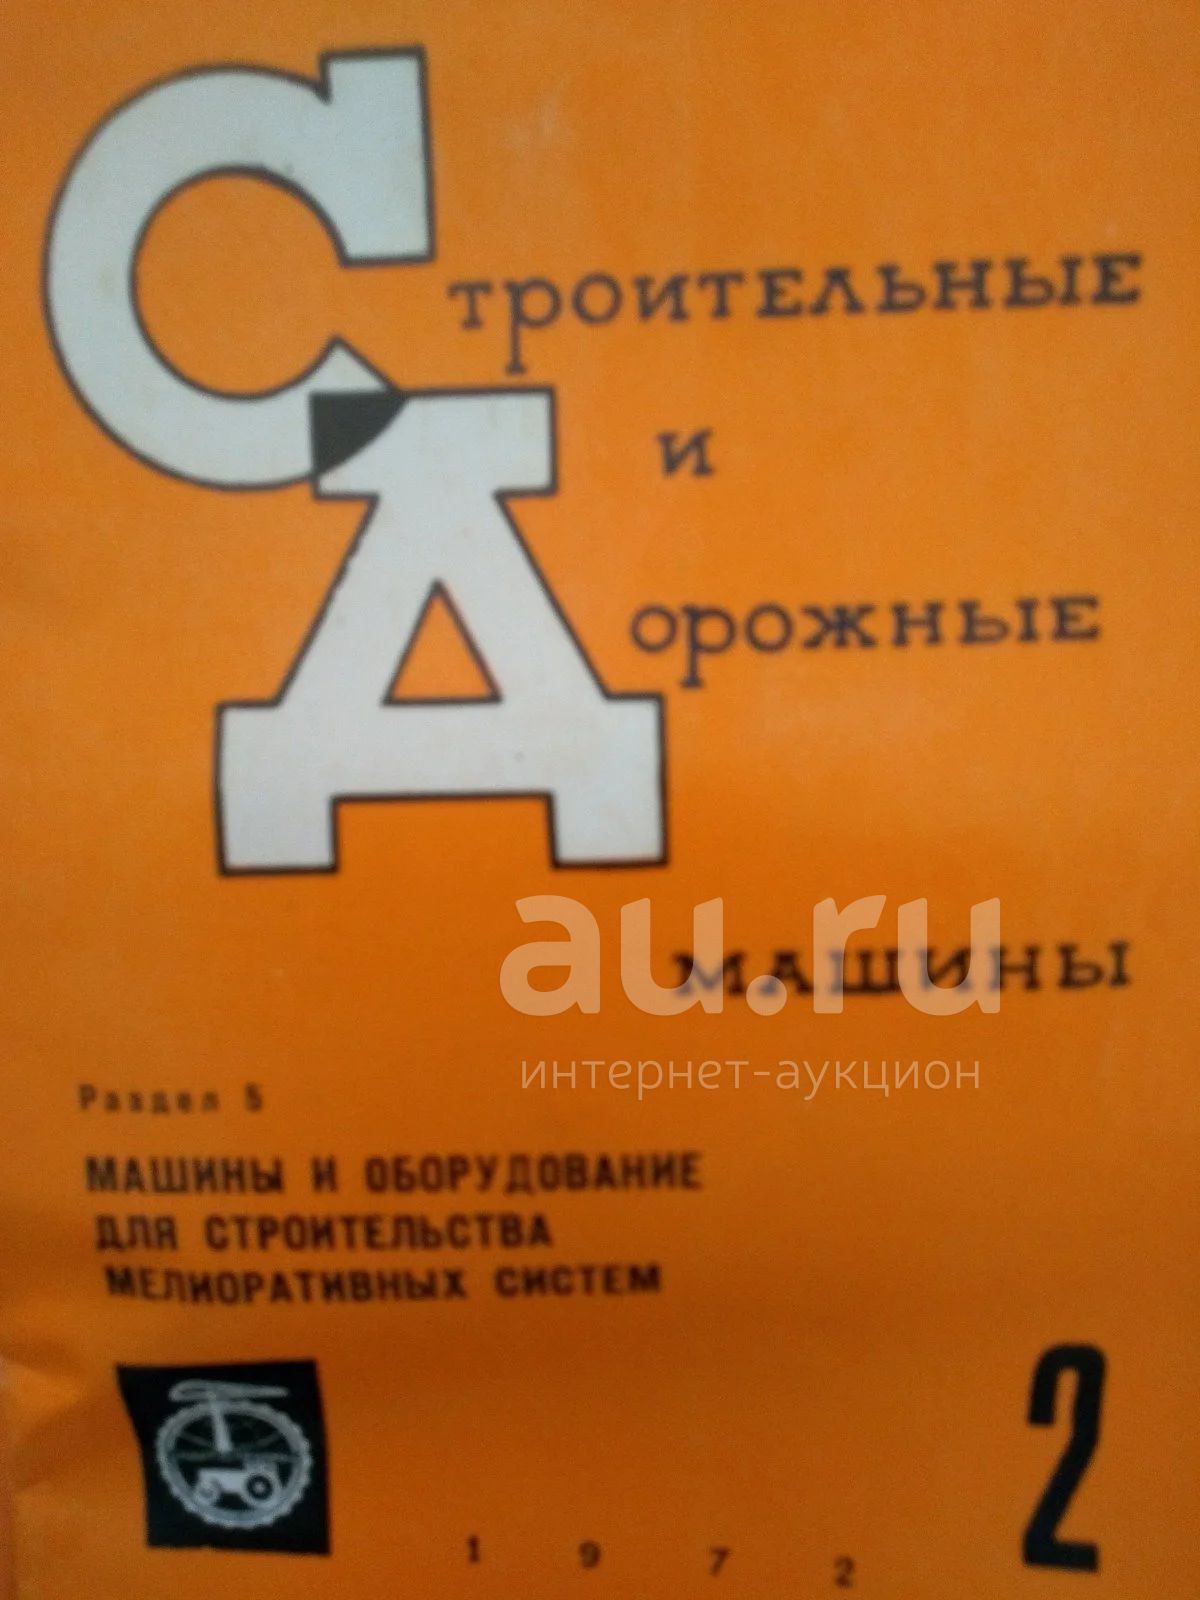 Строительные
и
Дорожные
машины
au.ru
интернет-аукцион
Раздел 5
МАШИНЫ И ОБОРУДОВАНИЕ
ДЛЯ СТРОИТЕЛЬСТВА
МЕЛИОРАТИВНЫХ СИСТЕМ
2
1972